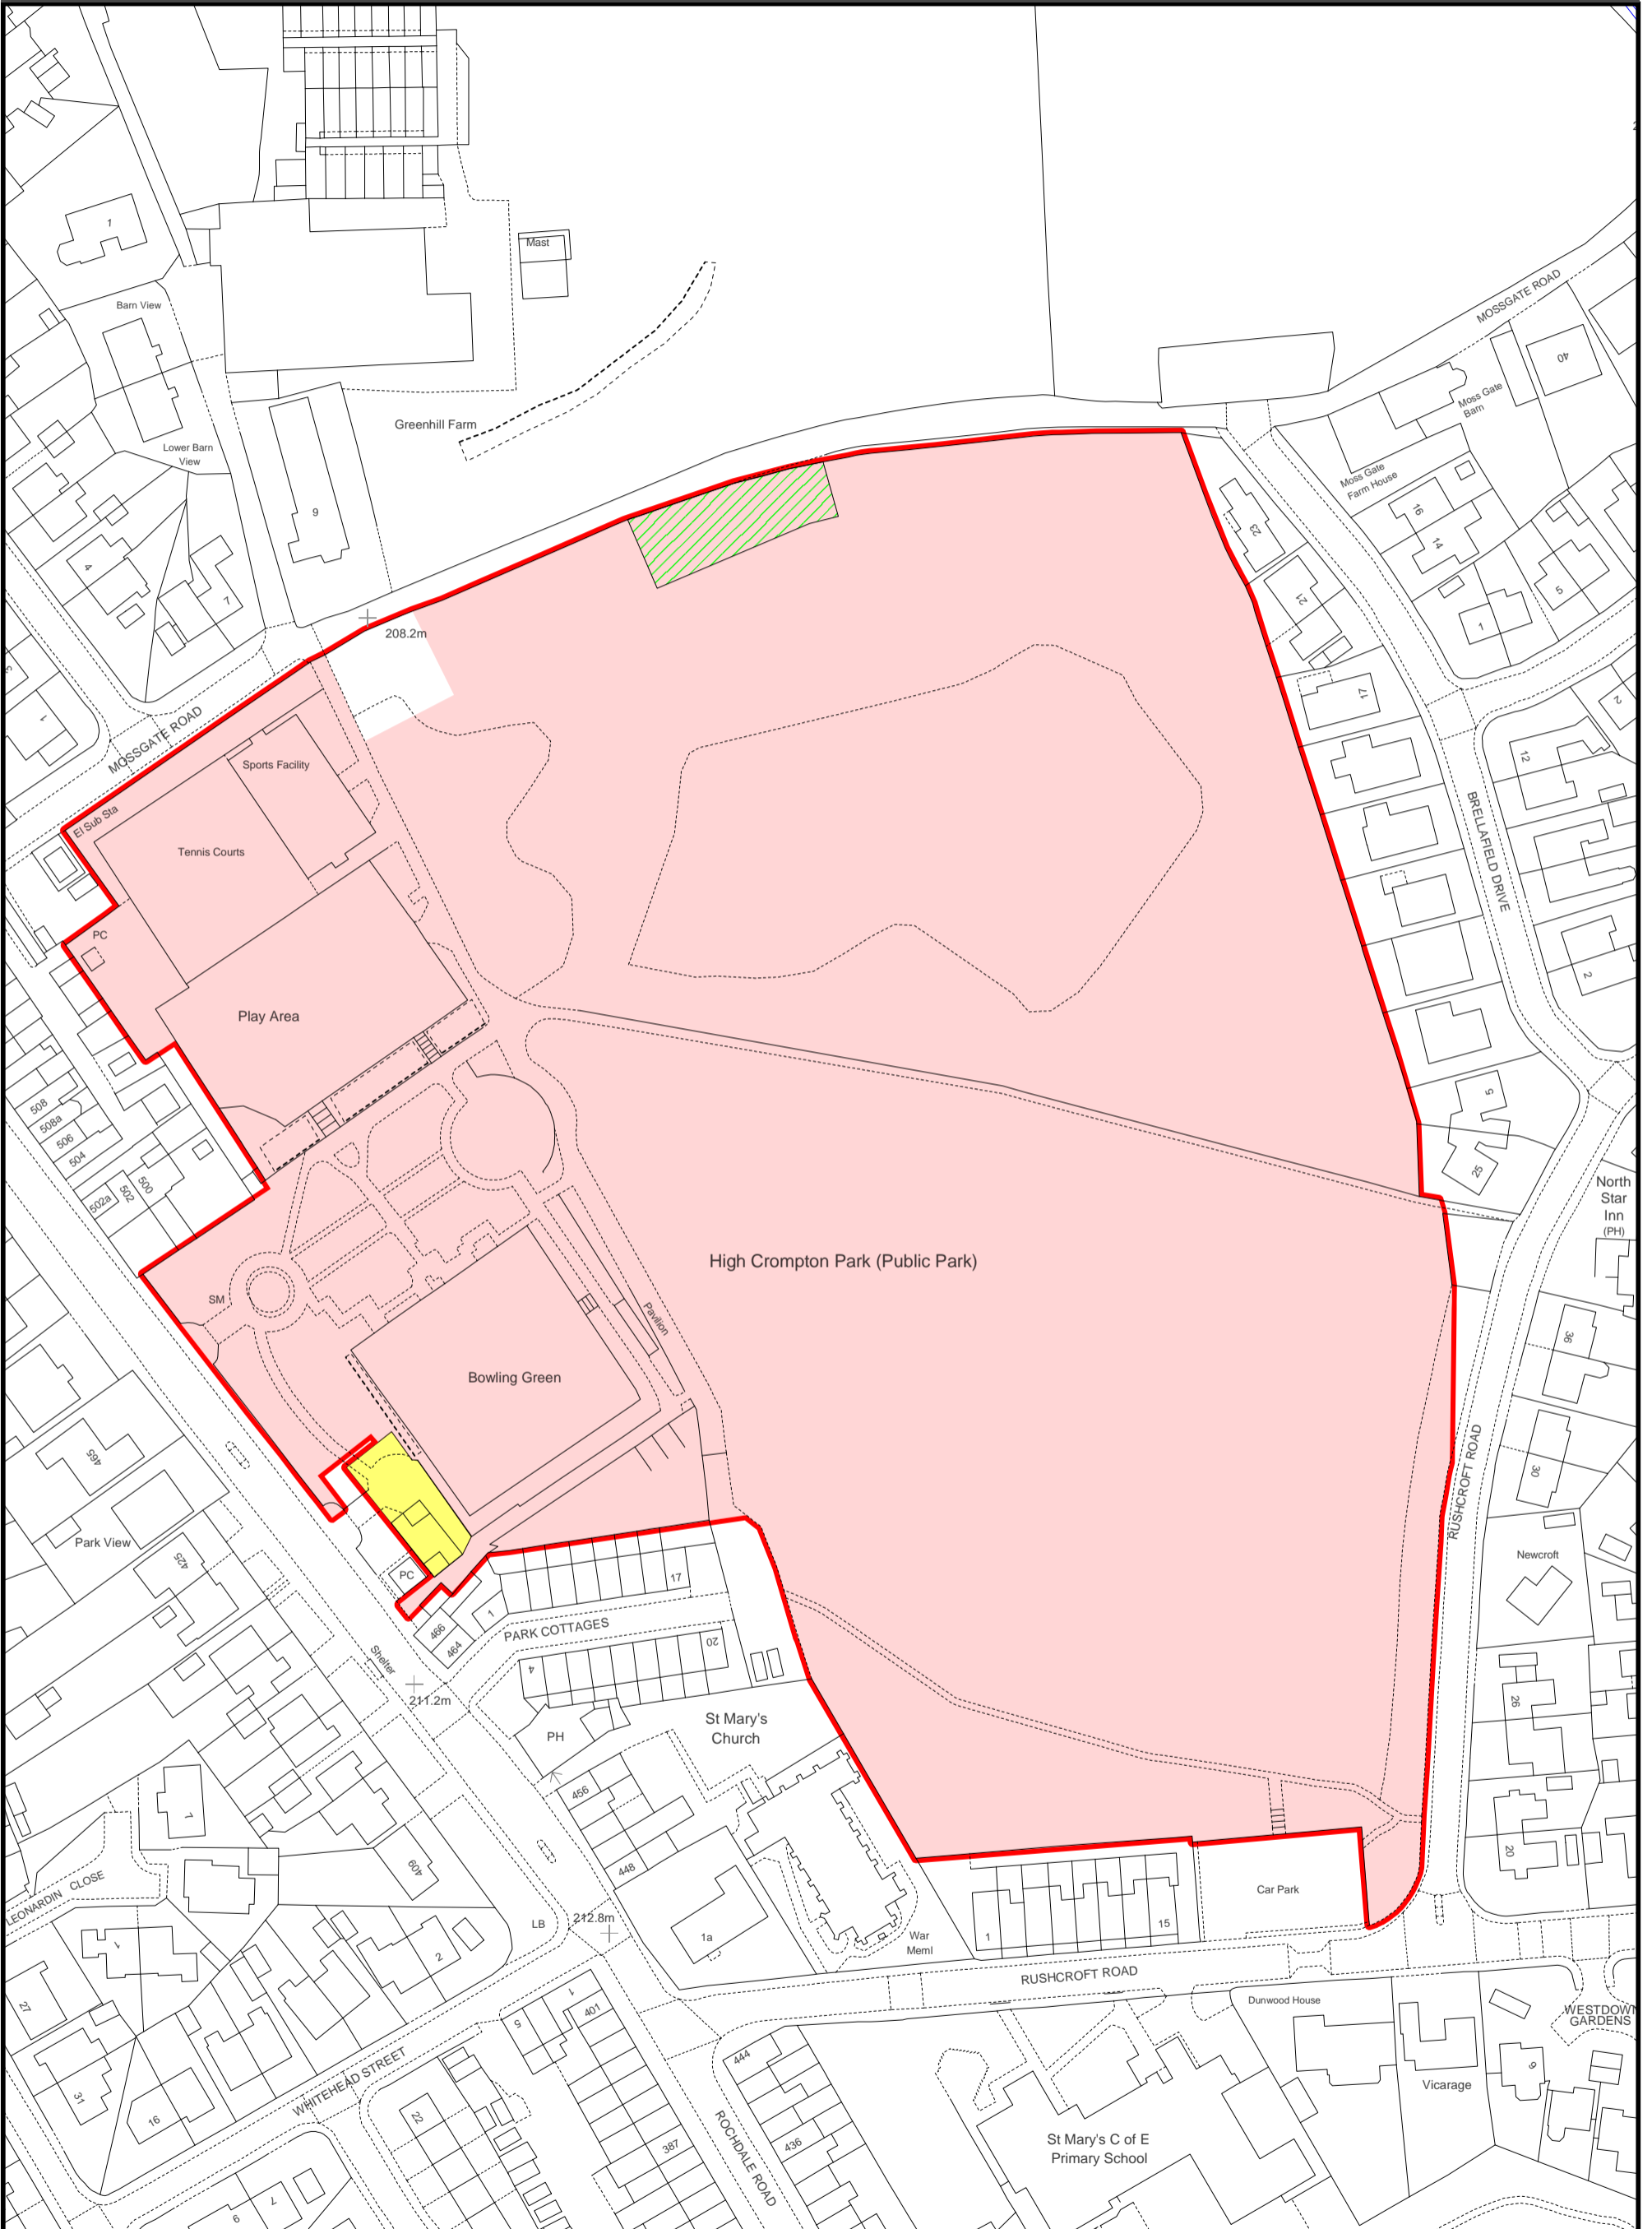 Mast
1
Barn View
MOSSGATE ROAD
40
Moss Gate
Barn
Greenhill Farm
Lower Barn
View
Moss Gate
Farm House
9
16
14
23
4
7
21
5
1
208.2m
17
2
1
MOSSGATE ROAD
12
Sports Facility
El Sub Sta
Tennis Courts
BRELLAFIELD DRIVE
PC
2
Play Area
508
508a
506
504
502a
502
500
5
25
North
Star
Inn
(PH)
High Crompton Park (Public Park)
SM
Pavilion
36
Bowling Green
465
30
RUSHCROFT ROAD
Park View
425
Newcroft
PC
17
1
466
464
PARK COTTAGES
20
4
Shelter
211.2m
26
St Mary's
Church
PH
456
7
448
409
20
LEONARDIN CLOSE
Car Park
LB
212.8m
1a
War
Meml
1
15
1
2
RUSHCROFT ROAD
27
1
401
5
Dunwood House
WESTDOWN
GARDENS
31
16
WHITEHEAD STREET
444
9
Vicarage
22
387
436
ROCHDALE ROAD
St Mary's C of E
Primary School
7
6